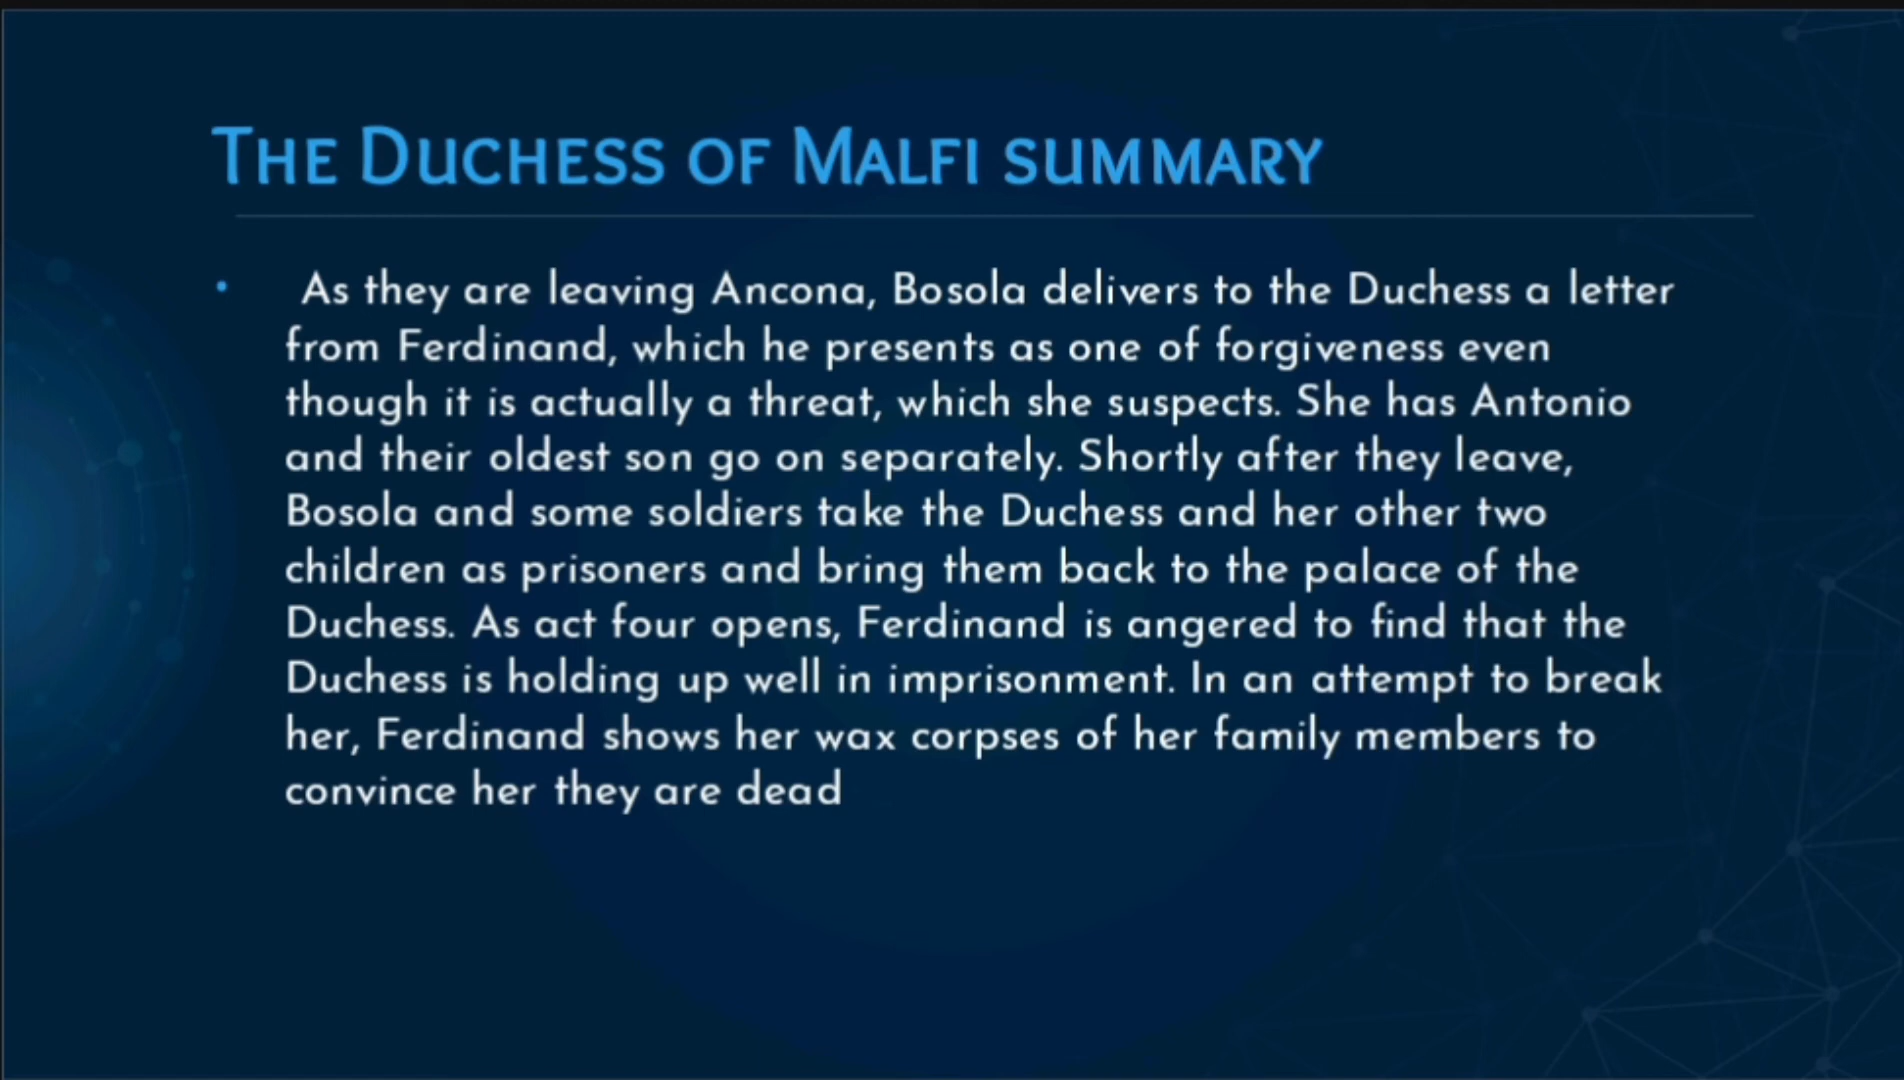 The Duchess of Malfi summary
• As they are leaving Ancona, Bosola delivers to the Duchess a letter
from Ferdinand, which he presents as one of forgiveness even
though it is actually a threat, which she suspects. She has Antonio
and their oldest son go on separately. Shortly after they leave,
Bosola and some soldiers take the Duchess and her other two
children as prisoners and bring them back to the palace of the
Duchess. As act four opens, Ferdinand is angered to find that the
Duchess is holding up well in imprisonment. In an attempt to break
her, Ferdinand shows her wax corpses of her family members to
convince her they are dead